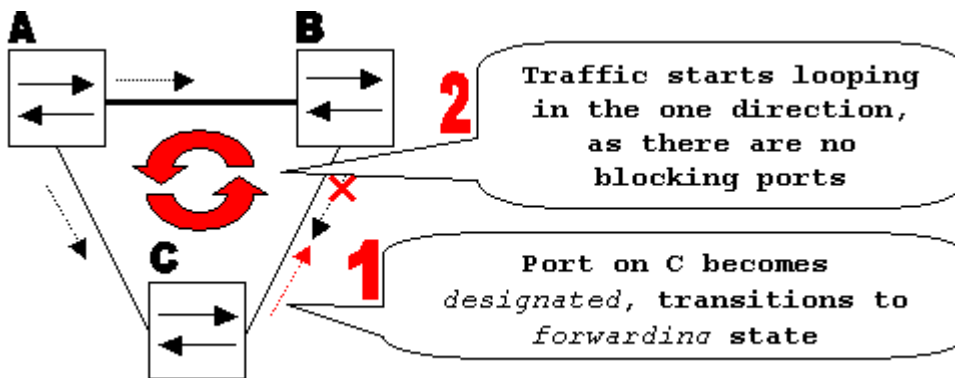 A
B
2
Traffic starts looping
in the one direction,
as there are no
blocking ports
C
1
Port on C becomes
designated, transitions to
forwarding state